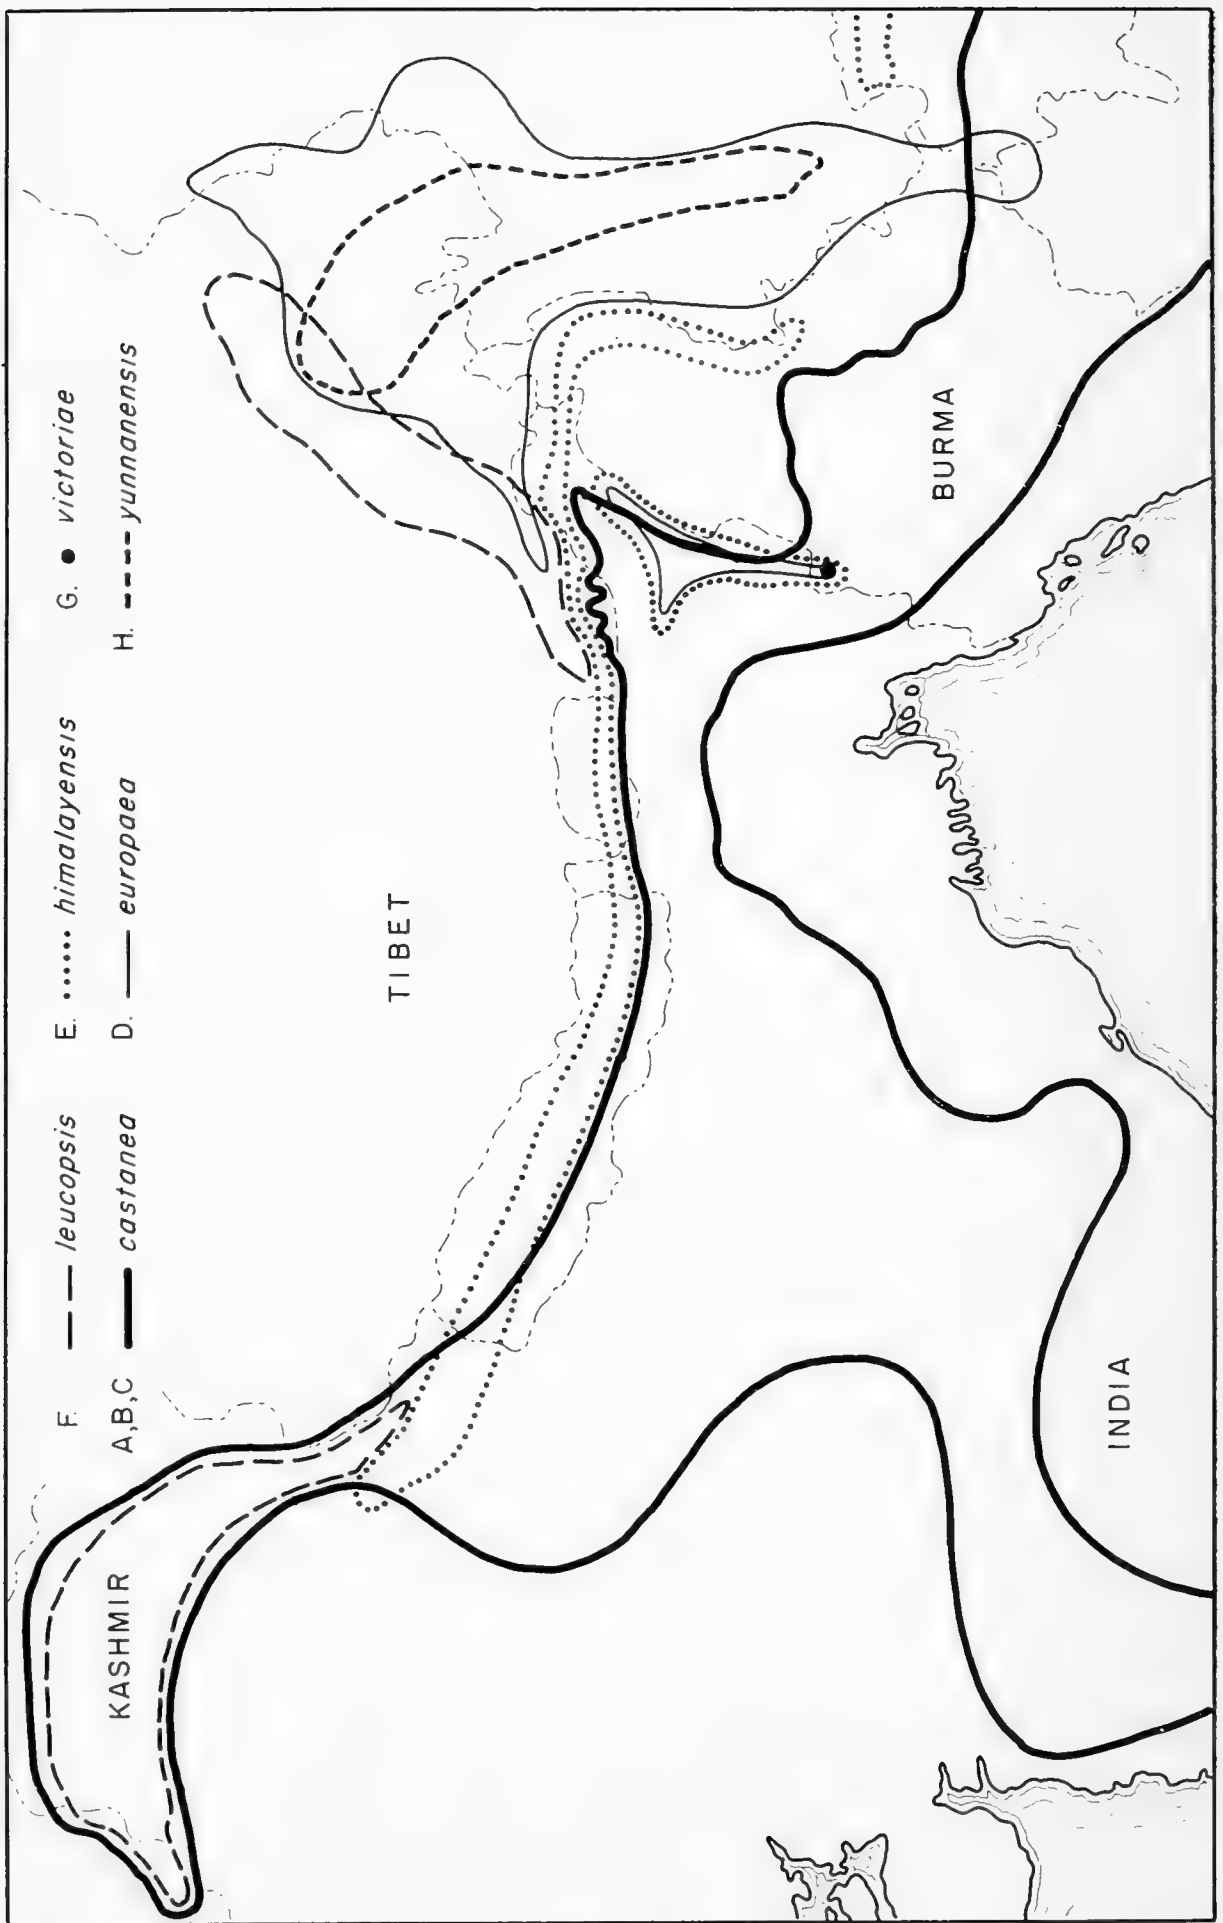 F. — — leucopsis E. ..... himalayensis G. ● victoriae
A,B,C — castanea D. — europaea H. ---- yunnanensis
KASHMIR
TIBET
INDIA
BURMA